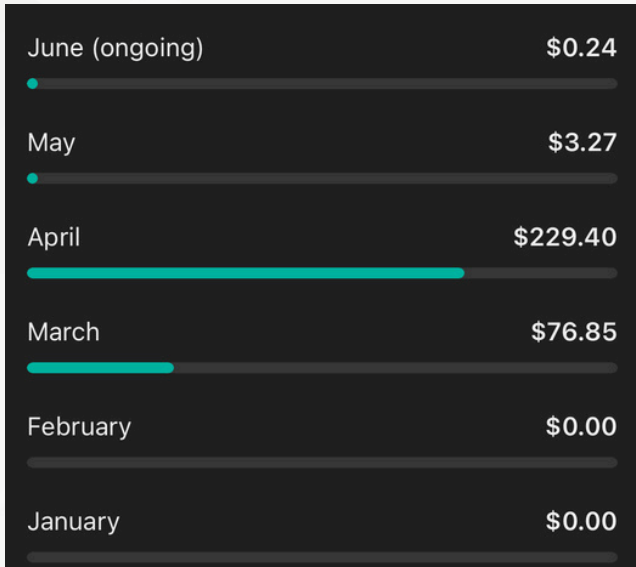 June (ongoing) $0.24
May $3.27
April $229.40
March $76.85
February $0.00
January $0.00